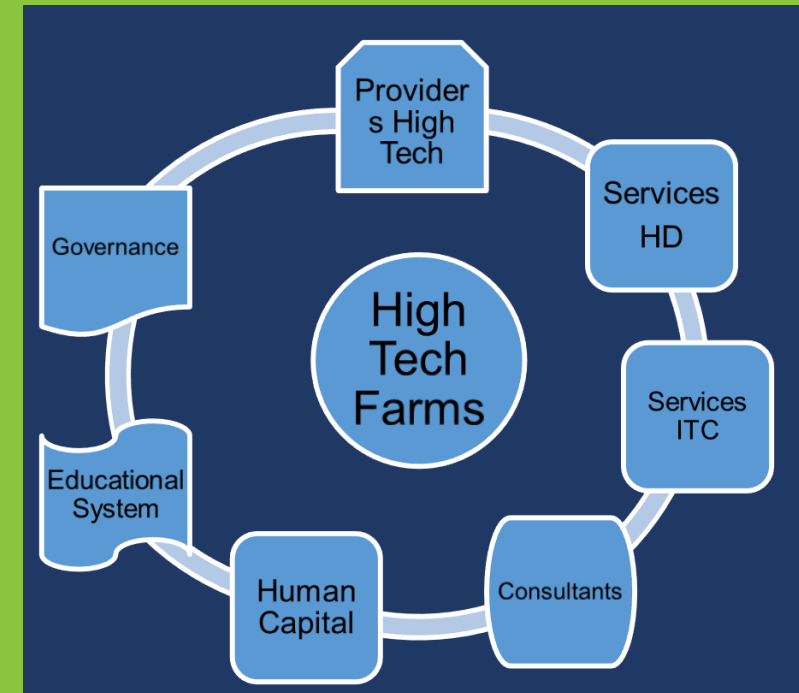 Provider
s High
Tech
Services
HD
Services
ITC
Consultants
Human
Capital
Educational
System
Governance
High
Tech
Farms